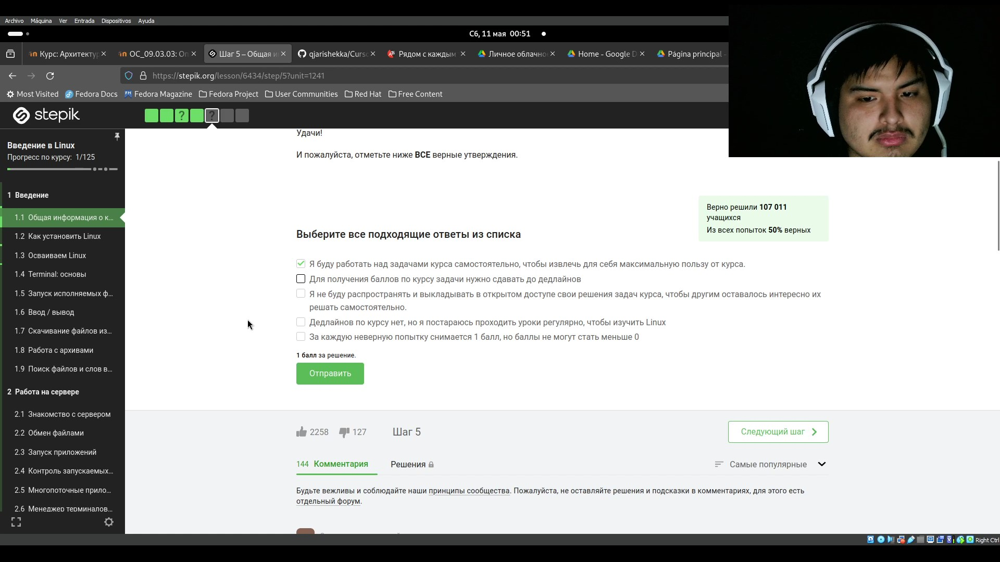 Archivo Máquina Ver Entrada Dispositivos Ayuda
Сб, 11 мая 00:51
Курс: Архитектур
ОС_09.03.03: Оп
Шаг 5 – Общая и
qjarishekka/Curso
Рядом с каждым
Личное облачно
Home - Google D
Página principal -
https://stepik.org/lesson/6434/step/5?unit=1241
Most Visited Fedora Docs Fedora Magazine Fedora Project User Communities Red Hat Free Content
stepik
? ?
Введение в Linux
Прогресс по курсу: 1/125
1 Введение
1.1 Общая информация о к...
1.2 Как установить Linux
1.3 Осваиваем Linux
1.4 Terminal: основы
1.5 Запуск исполняемых ф...
1.6 Ввод / вывод
1.7 Скачивание файлов из...
1.8 Работа с архивами
1.9 Поиск файлов и слов в...
2 Работа на сервере
2.1 Знакомство с сервером
2.2 Обмен файлами
2.3 Запуск приложений
2.4 Контроль запускаемых...
2.5 Многопоточные прило...
2.6 Менеджер терминалов...
Удачи!
И пожалуйста, отметьте ниже ВСЕ верные утверждения.
Верно решили 107 011
учащихся
Из всех попыток 50% верных
Выберите все подходящие ответы из списка
Я буду работать над задачами курса самостоятельно, чтобы извлечь для себя максимальную пользу от курса.
Для получения баллов по курсу задачи нужно сдавать до дедлайнов
Я не буду распространять и выкладывать в открытом доступе свои решения задач курса, чтобы другим оставалось интересно их
решать самостоятельно.
Дедлайнов по курсу нет, но я постараюсь проходить уроки регулярно, чтобы изучить Linux
За каждую неверную попытку снимается 1 балл, но баллы не могут стать меньше 0
1 балл за решение.
Отправить
2258 127 Шаг 5
Следующий шаг
144 Комментария Решения
Самые популярные
Будьте вежливы и соблюдайте наши принципы сообщества. Пожалуйста, не оставляйте решения и подсказки в комментариях, для этого есть
отдельный форум.
Right Ctrl